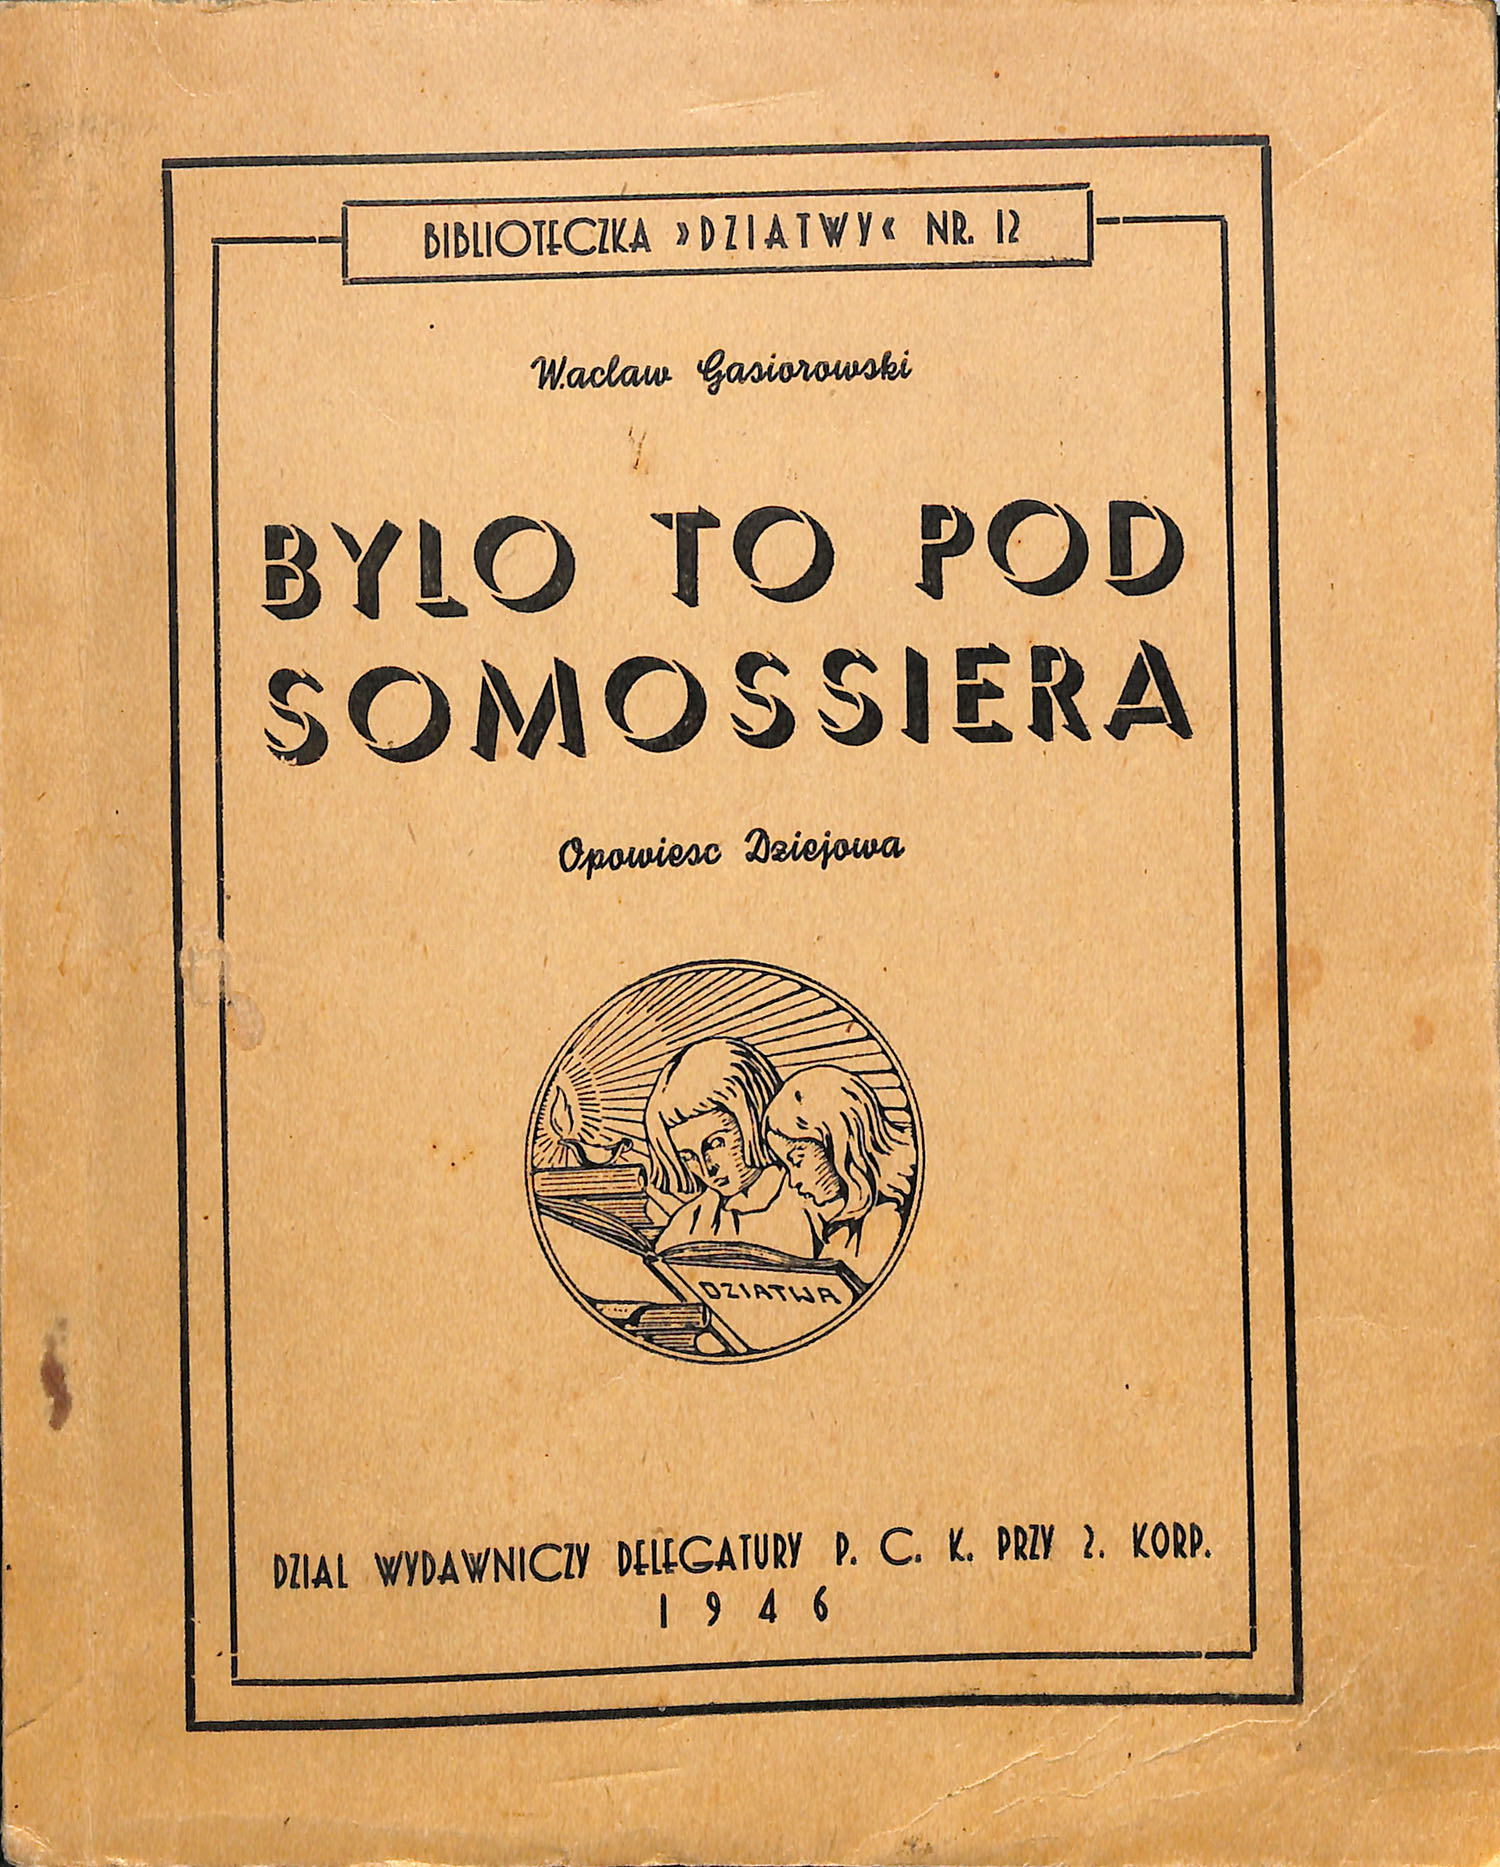 BIBLIOTECZKA »DZIATWY« NR. 12
Waclaw Gasiorowski
BYLO TO POD
SOMOSSIERA
Opowiesc Dziejowa
DZIATWA
DZIAL WYDAWNICZY DELEGATURY P. C. K. PRZY 2. KORP.
1946